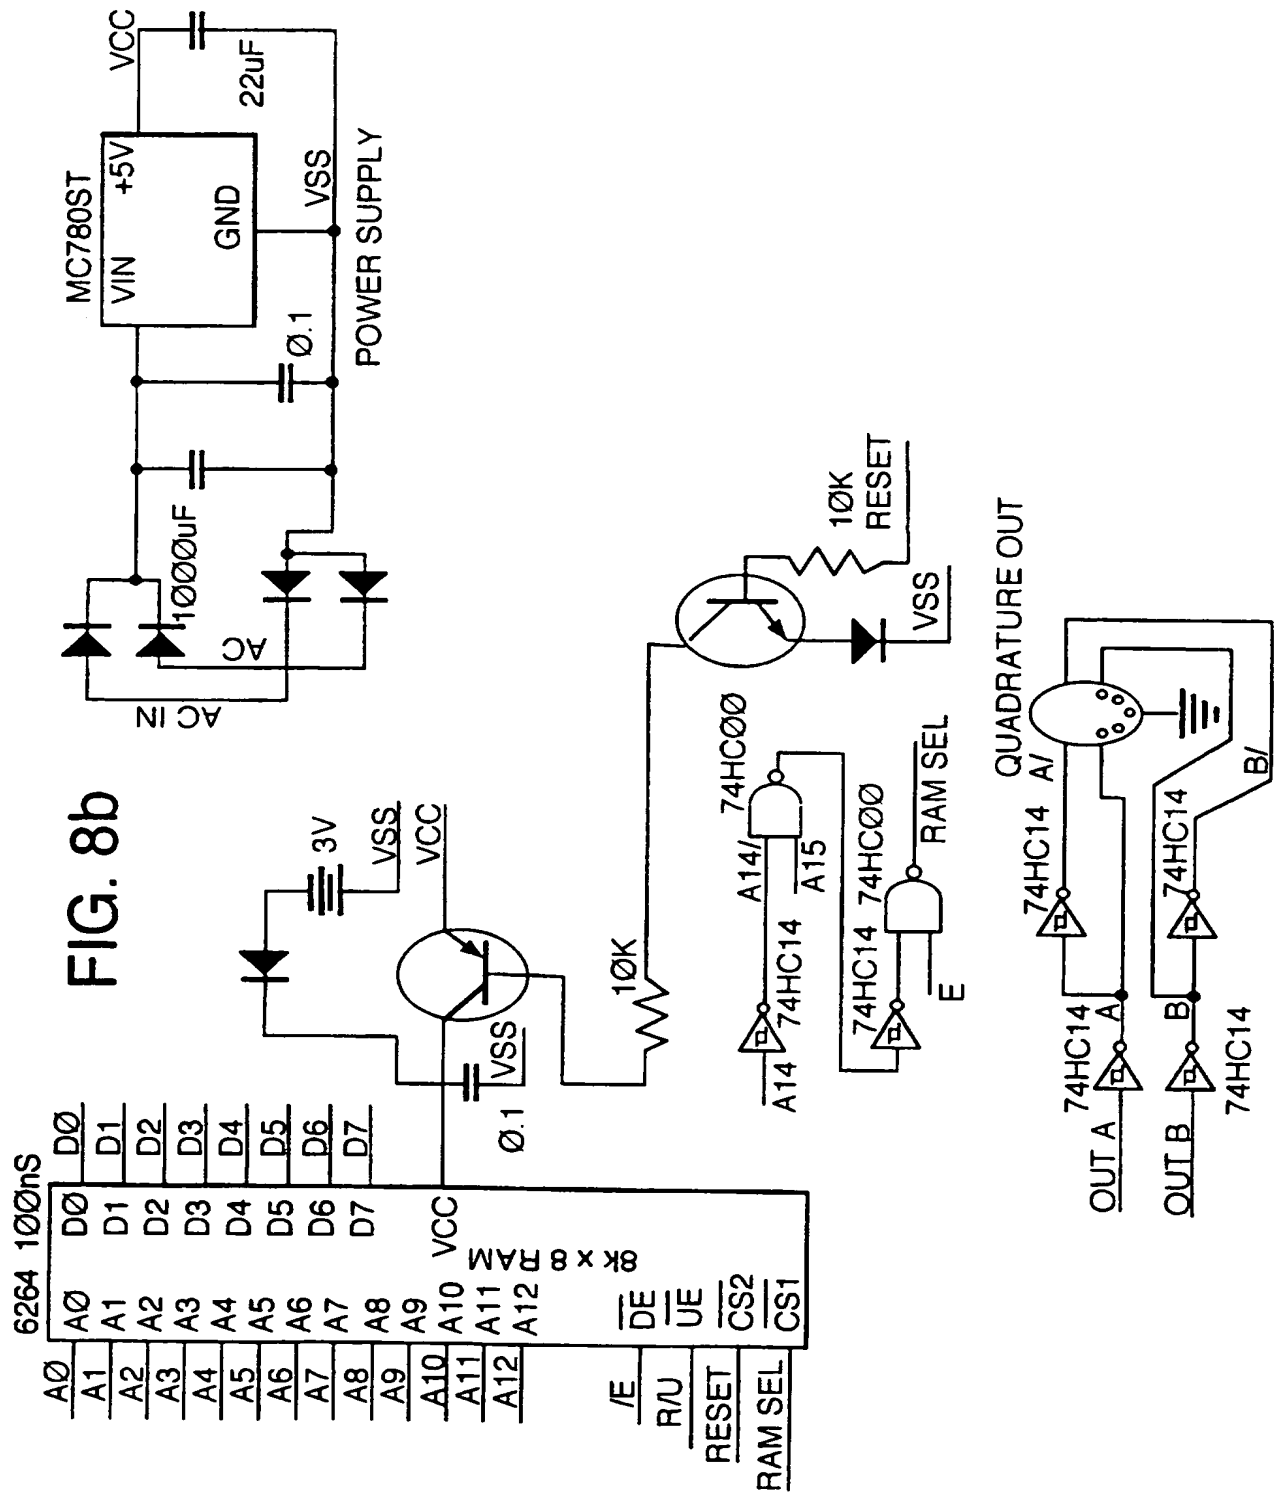 FIG. 8b
6264 100nS
A0 A0 D0 D0
A1 A1 D1 D1
A2 A2 D2 D2
A3 A3 D3 D3
A4 A4 D4 D4
A5 A5 D5 D5
A6 A6 D6 D6
A7 A7 D7 D7
A8 A8
A9 A9
A10 A10 VCC
A11 A11
A12 A12
8k x 8 RAM
/E DE
R/U UE
RESET CS2
RAM SEL CS1
Ø.1
VSS
3V
VSS
VCC
10K
AC IN
AC
1000uF
Ø.1
MC780ST
VIN +5V
GND
VCC
22uF
VSS
POWER SUPPLY
10K
RESET
VSS
A14
74HC14
A14/
A15
74HC00
74HC14
E
74HC00
RAM SEL
OUT A
74HC14
A
74HC14
A/
QUADRATURE OUT
OUT B
74HC14
B
74HC14
B/